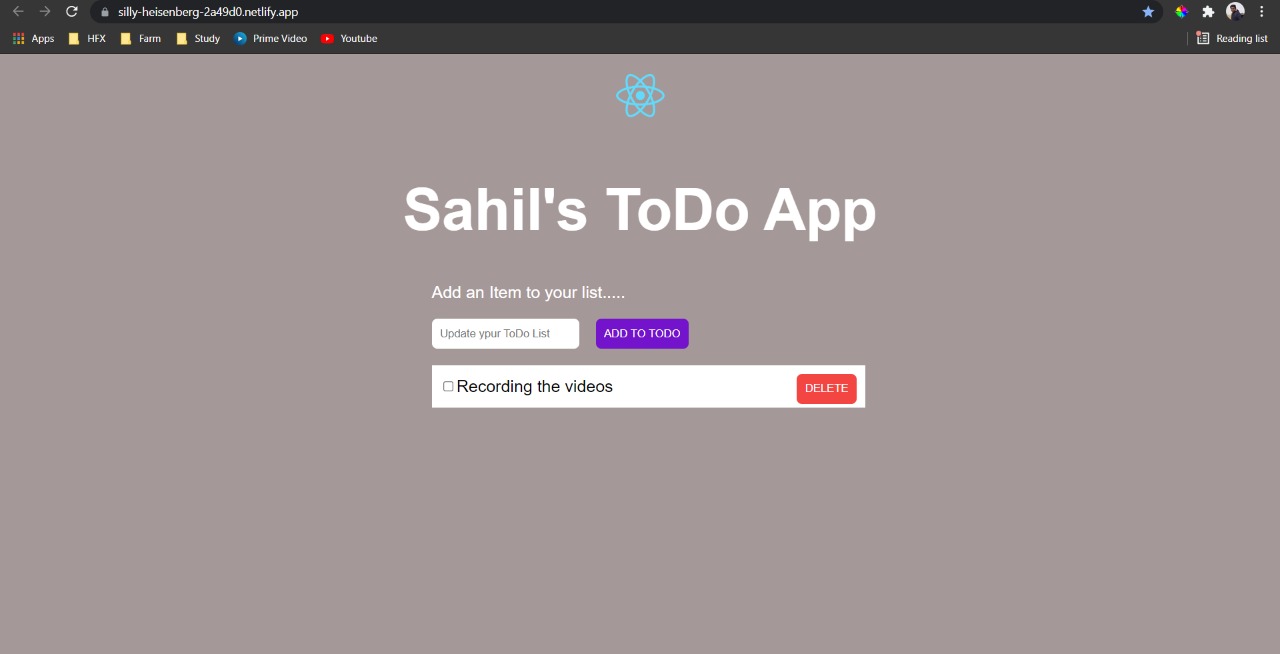 silly-heisenberg-2a49d0.netlify.app
Apps HFX Farm Study Prime Video Youtube Reading list
Sahil's ToDo App
Add an Item to your list.....
Update ypur ToDo List ADD TO TODO
Recording the videos DELETE